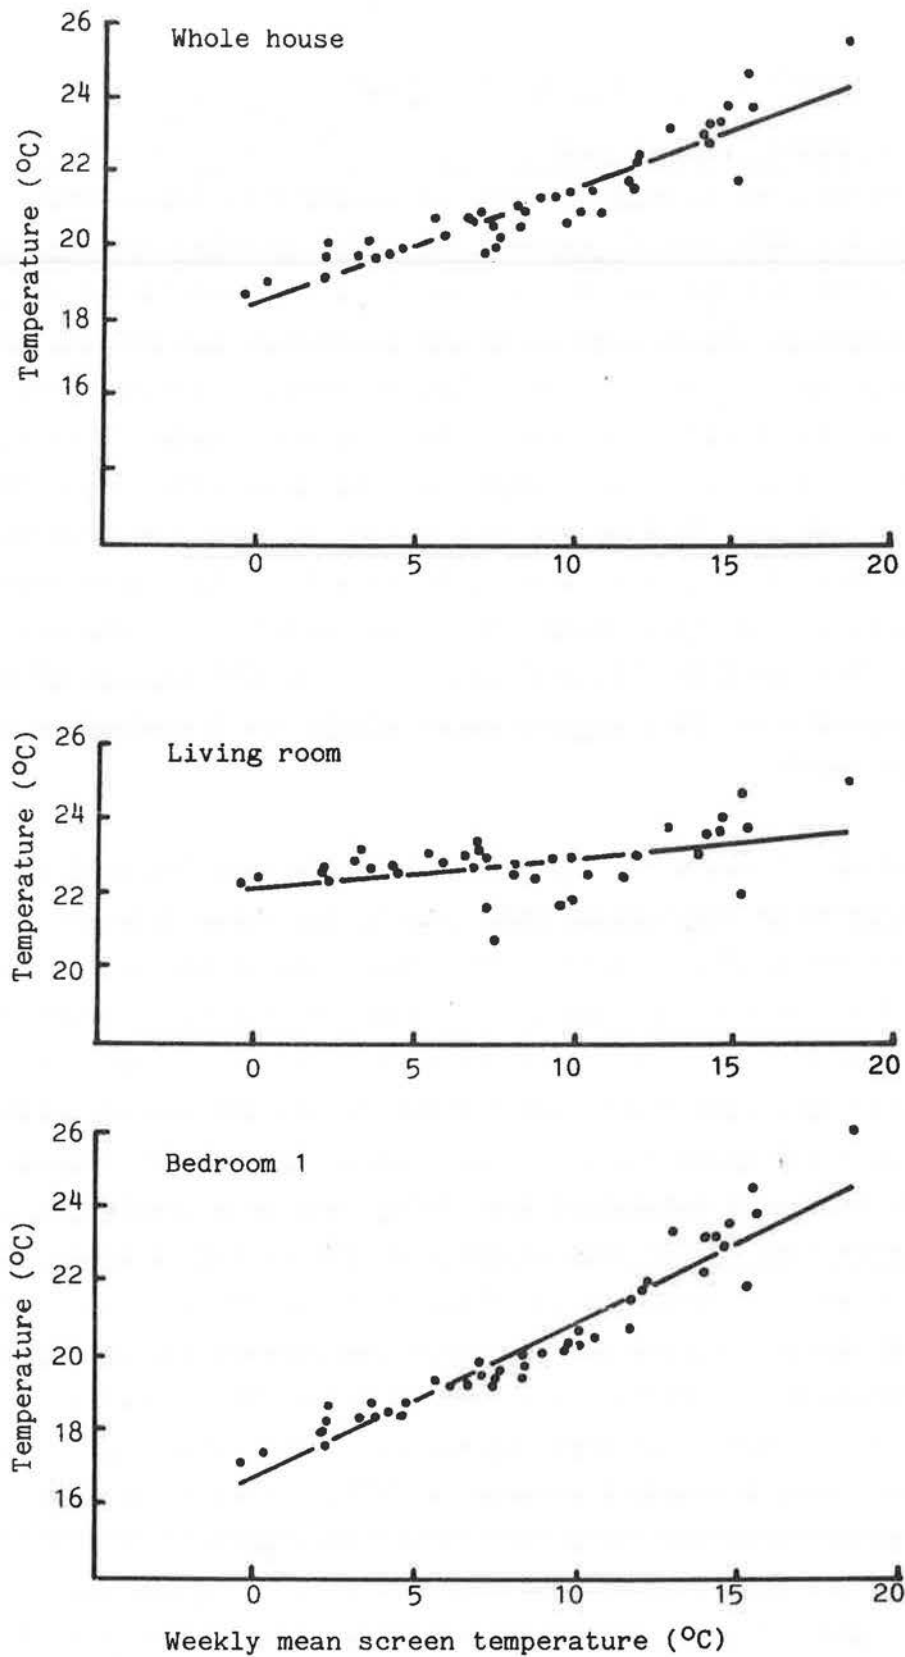 Whole house
Temperature (°C)
26
24
22
20
18
16
0 5 10 15 20
Living room
Temperature (°C)
26
24
22
20
0 5 10 15 20
Bedroom 1
Temperature (°C)
26
24
22
20
18
16
0 5 10 15 20
Weekly mean screen temperature (°C)